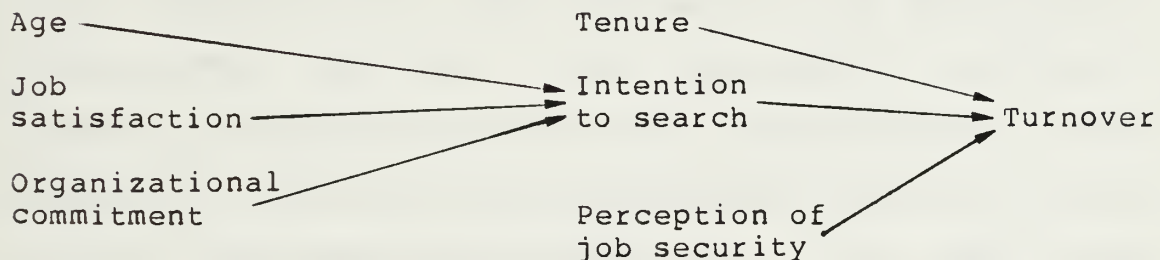 Age
Job
satisfaction
Organizational
commitment
Tenure
Intention
to search
Perception of
job security
Turnover